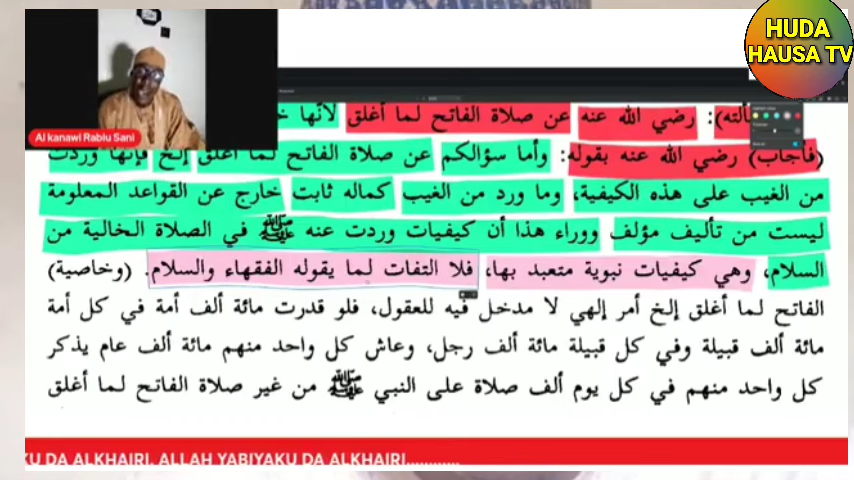 HUDA
HAUSA TV
Al kanawi Rabiu Sani
رضي الله عنه عن صلاة الفاتح لما أغلق لأنها
(فأجاب) رضي الله عنه بقوله: وأما سؤالكم عن صلاة الفاتح لما أغلق إلخ فإنها وردت
من الغيب على هذه الكيفية، وما ورد من الغيب كماله ثابت خارج عن القواعد المعلومة
ليست من تأليف مؤلف ووراء هذا أن كيفيات وردت عنه ﷺ في الصلاة الخالية من
السلام، وهي كيفيات نبوية متعبد بها، فلا التفات لما يقوله الفقهاء والسلام. (وخاصية)
الفاتح لما أغلق إلخ أمر إلهي لا مدخل فيه للعقول، فلو قدرت مائة ألف أمة في كل أمة
مائة ألف قبيلة وفي كل قبيلة مائة ألف رجل، وعاش كل واحد منهم مائة ألف عام يذكر
كل واحد منهم في كل يوم ألف صلاة على النبي ﷺ من غير صلاة الفاتح لما أغلق
KU DA ALKHAIRI. ALLAH YABIYAKU DA ALKHAIRI............